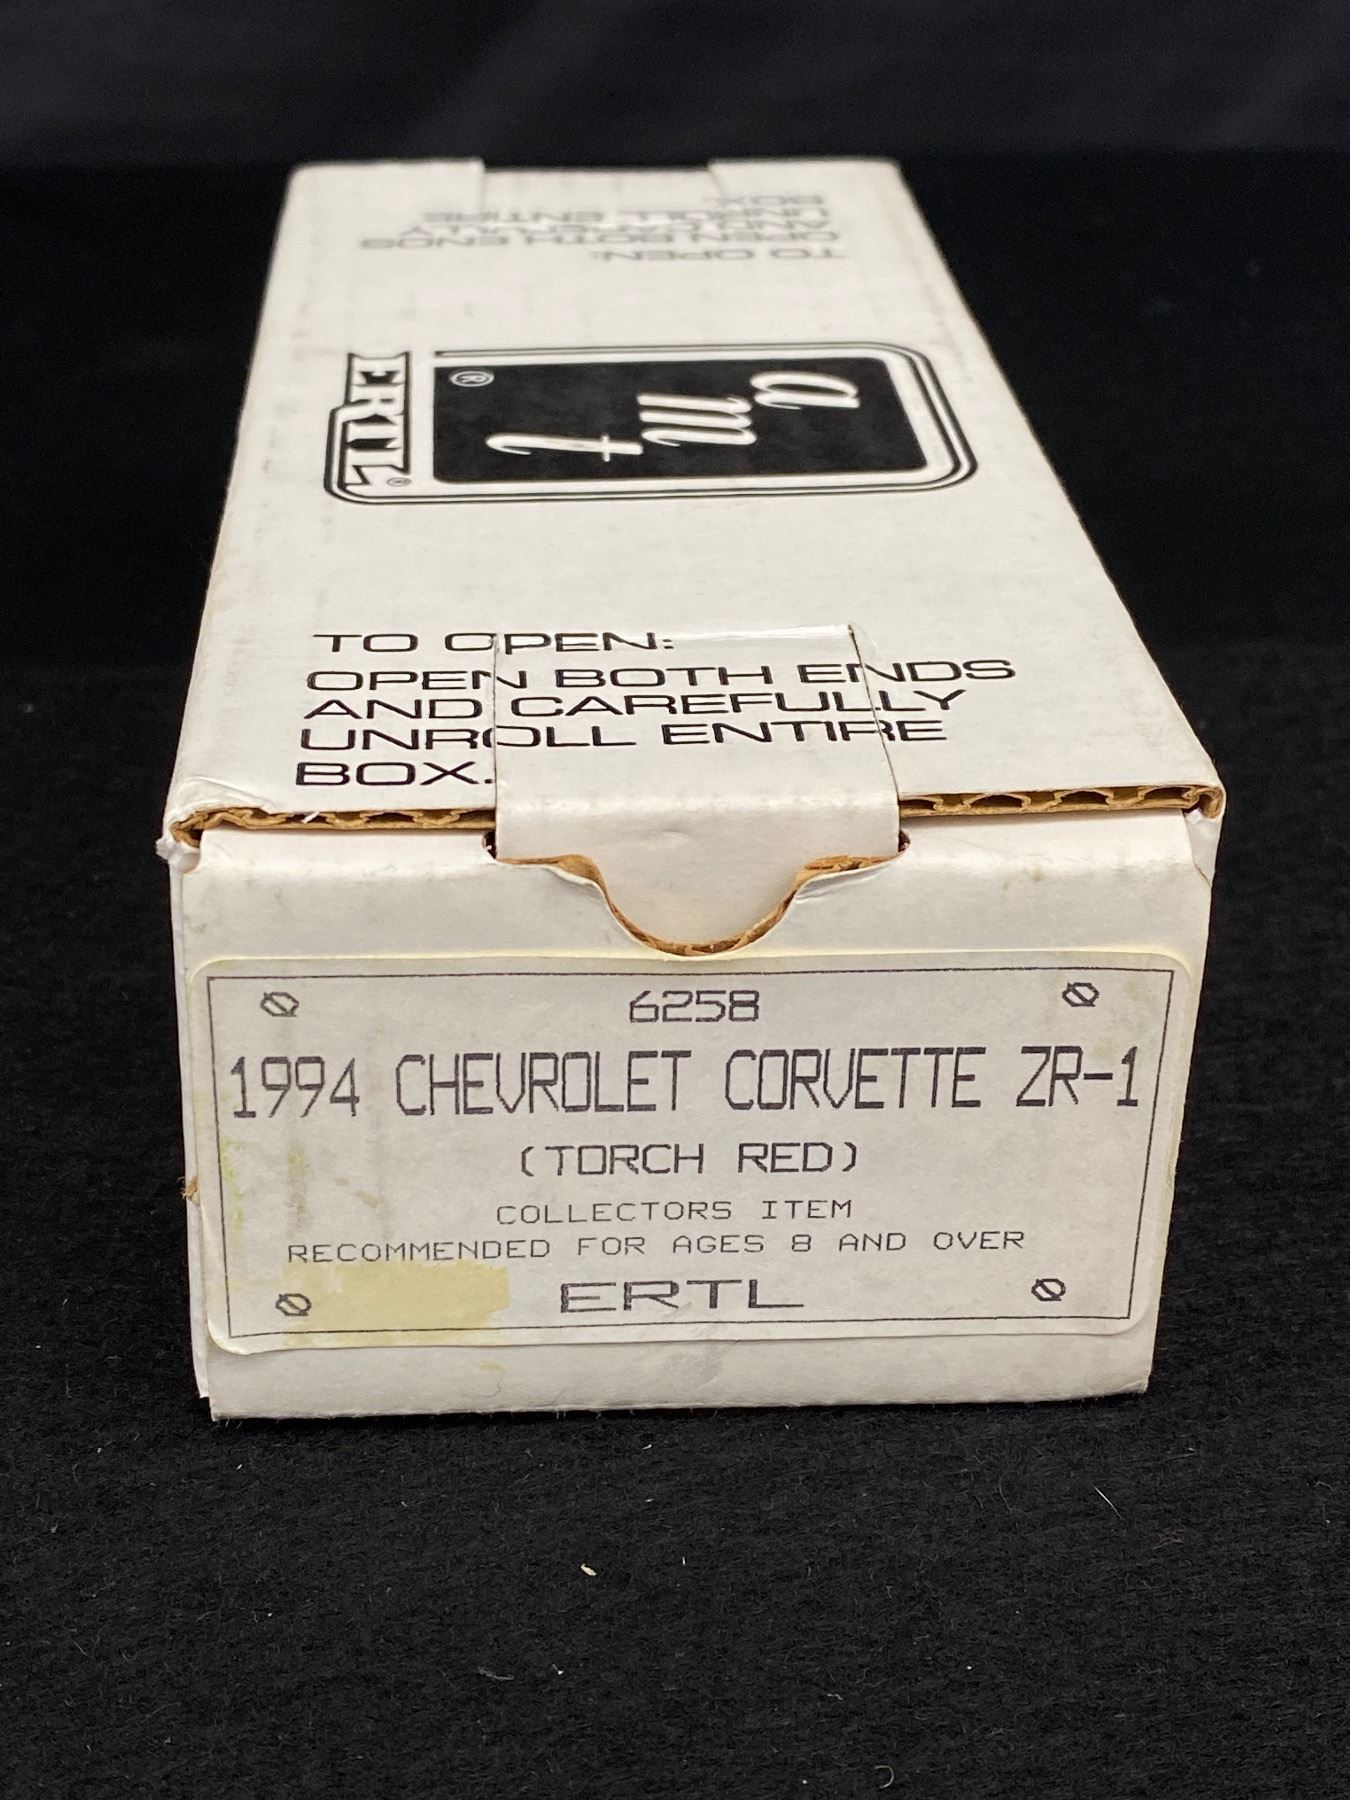 TO OPEN:
OPEN BOTH ENDS
AND CAREFULLY
UNROLL ENTIRE
BOX.
amt
®
ERTL®
TO OPEN:
OPEN BOTH ENDS
AND CAREFULLY
UNROLL ENTIRE
BOX.
6258
1994 CHEVROLET CORVETTE ZR-1
(TORCH RED)
COLLECTORS ITEM
RECOMMENDED FOR AGES 8 AND OVER
ERTL